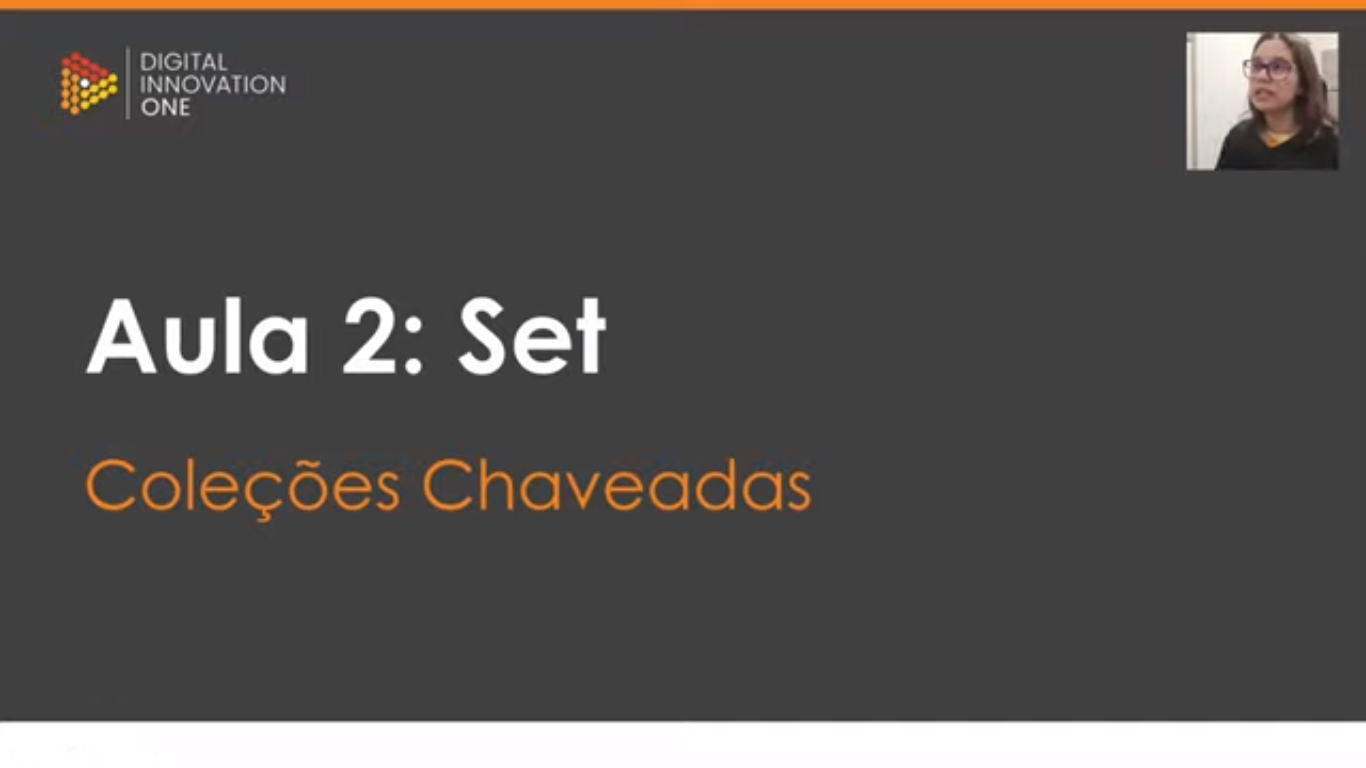 DIGITAL
INNOVATION
ONE
Aula 2: Set
Coleções Chaveadas